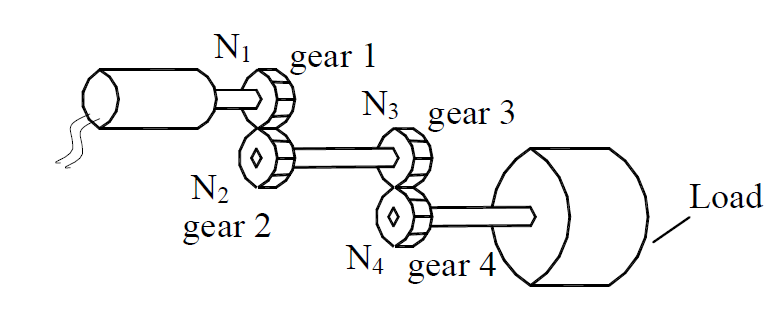 N₁
gear 1
N₃
gear 3
N₂
gear 2
Load
N₄
gear 4